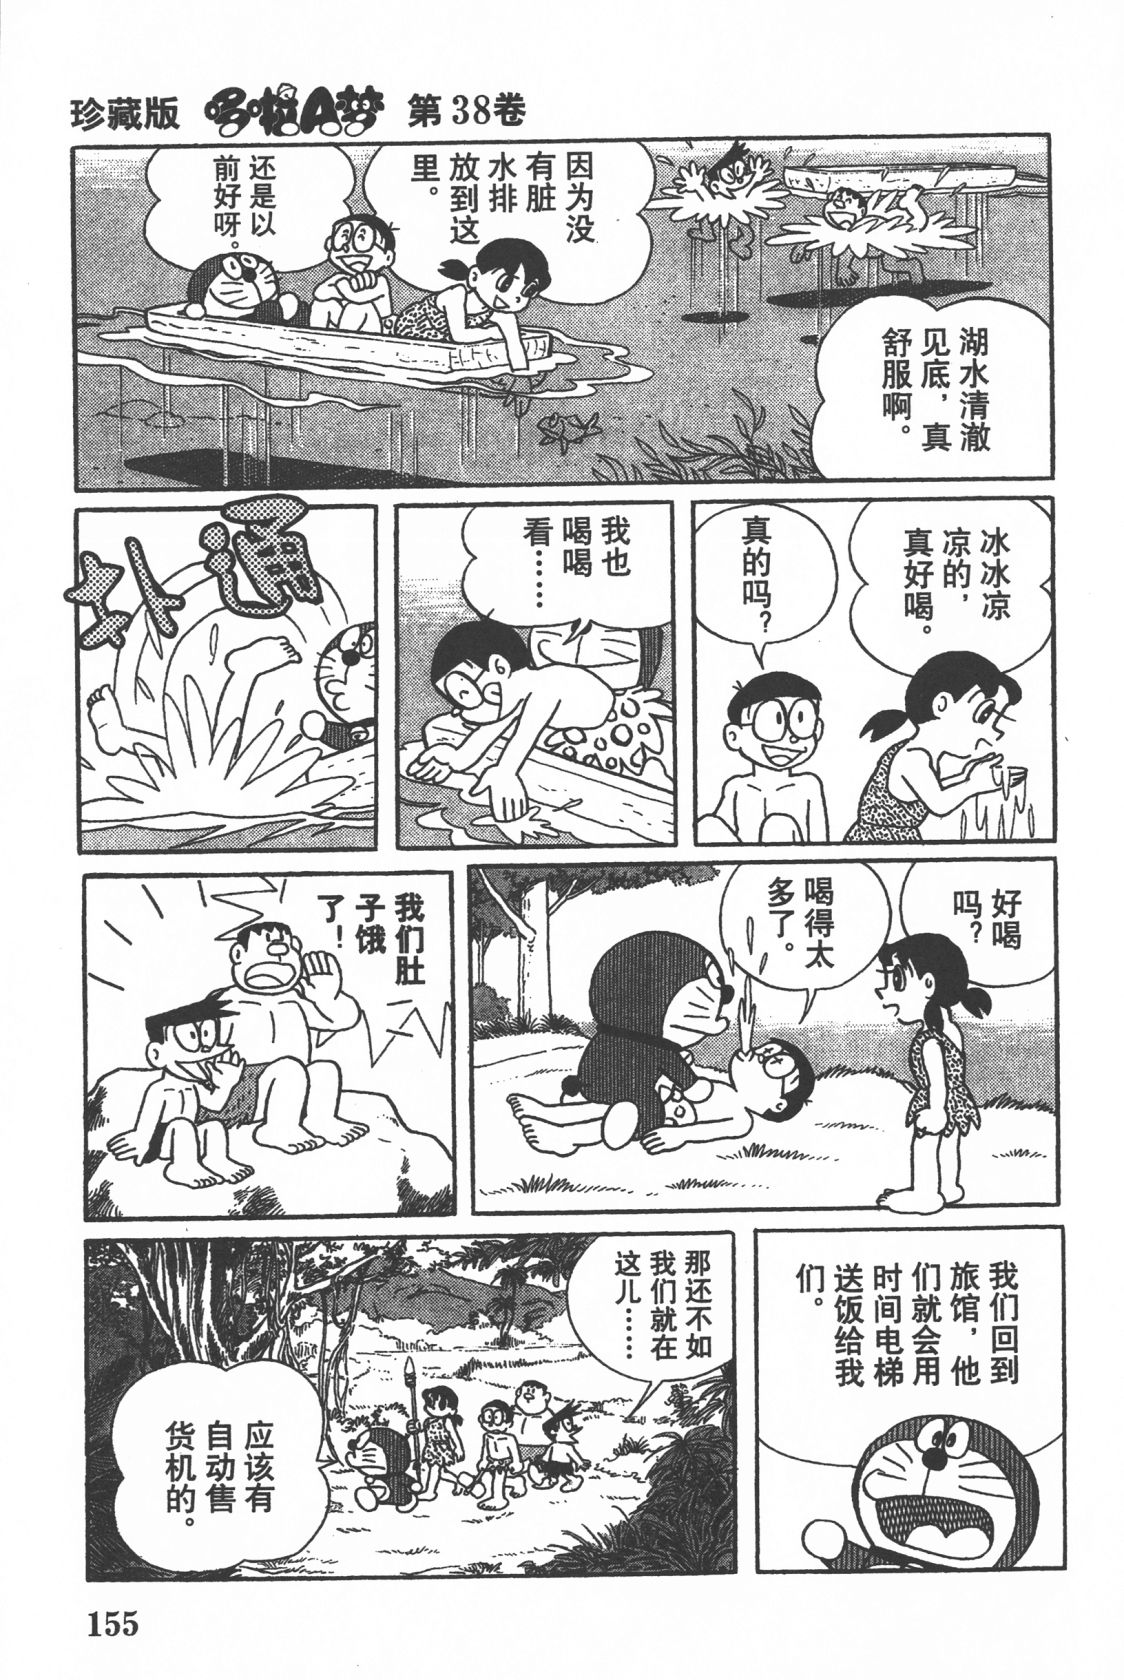 珍藏版 哆啦A梦 第38卷
湖水清澈
见底，真
舒服啊。
因为没
有脏
水排
放到这
里。
还是以
前好呀。
冰冰凉
凉的，
真好喝。
真的吗？
我也
喝喝
看……
扑通
好喝
吗？
喝得太
多了。
我们肚
子饿
了！
我们回到
旅馆，他
们就会用
时间电梯
送饭给我
们。
那还不如
我们就在
这儿……
应该有
自动售
货机的。
155